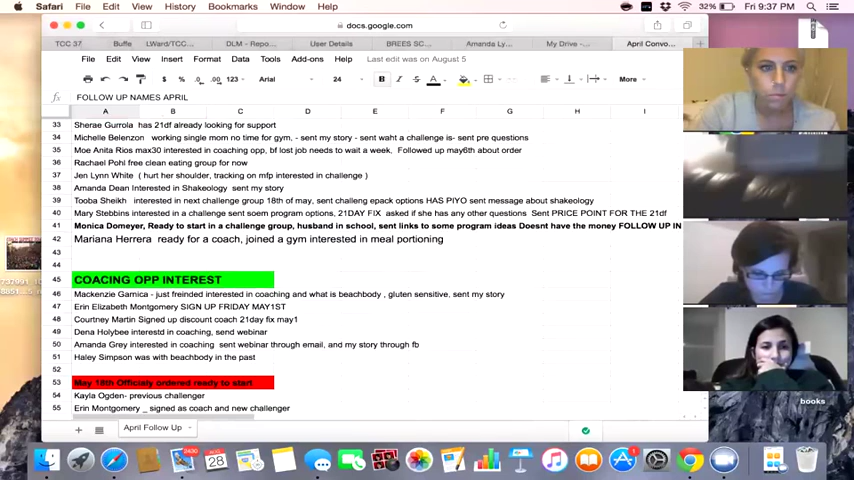 Safari File Edit View History Bookmarks Window Help 32% Fri 9:37 PM
docs.google.com
TCC 37 Buffe LWard/TCC... DLM - Repo... User Details BREES SC... Amanda Ly... My Drive -... April Convo...
File Edit View Insert Format Data Tools Add-ons Help Last edit was on August 5
$ % .0 .00 123 Arial 24 B I S A More
fx FOLLOW UP NAMES APRIL
A B C D E F G H I
33 Sherae Gurrola has 21df already looking for support
34 Michelle Belenzon working single mom no time for gym, - sent my story - sent waht a challenge is- sent pre questions
35 Moe Anita Rios max30 interested in coaching opp, bf lost job needs to wait a week, Followed up may6th about order
36 Rachael Pohl free clean eating group for now
37 Jen Lynn White ( hurt her shoulder, tracking on mfp interested in challenge )
38 Amanda Dean Interested in Shakeology sent my story
39 Tooba Sheikh interested in next challenge group 18th of may, sent challeng epack options HAS PIYO sent message about shakeology
40 Mary Stebbins interested in a challenge sent soem program options, 21DAY FIX asked if she has any other questions Sent PRICE POINT FOR THE 21df
41 Monica Domeyer, Ready to start in a challenge group, husband in school, sent links to some program ideas Doesnt have the money FOLLOW UP IN
42 Mariana Herrera ready for a coach, joined a gym interested in meal portioning
43
44
45 COACING OPP INTEREST
46 Mackenzie Gamica - just freinded interested in coaching and what is beachbody , gluten sensitive, sent my story
47 Erin Elizabeth Montgomery SIGN UP FRIDAY MAY1ST
48 Courtney Martin Signed up discount coach 21day fix may1
49 Dena Holybee interestd in coaching, send webinar
50 Amanda Grey interested in coaching sent webinar through email, and my story through fb
51 Haley Simpson was with beachbody in the past
52
53 May 18th Officialy ordered ready to start
54 Kayla Ogden- previous challenger
55 Erin Montgomery _ signed as coach and new challenger
April Follow Up
books
2430
AUG
28
1